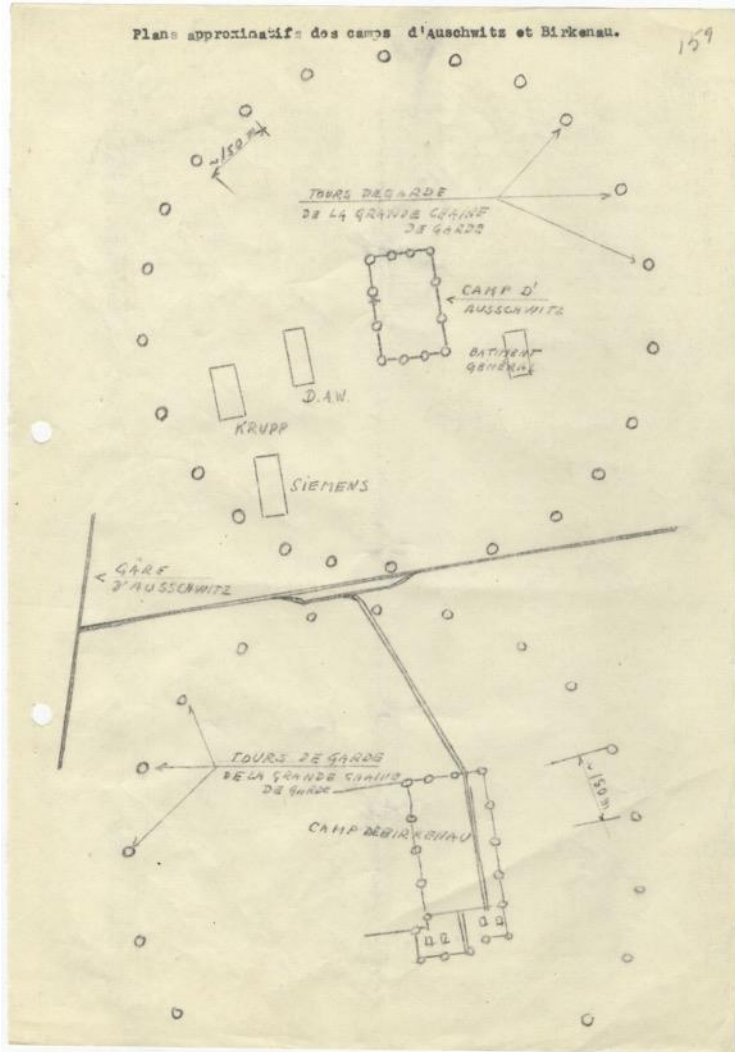 Plans approximatifs des camps d'Auschwitz et Birkenau.
159
~150 m
TOURS DE GARDE
DE LA GRANDE CHAINE
DE GARDE
CAMP D'
AUSSCHWITZ
BATIMENT
GENERAL
D.A.W.
KRUPP
SIEMENS
GARE
D'AUSSCHWITZ
TOURS DE GARDE
DE LA GRANDE CHAINE
DE GARDE
~150m
CAMP DE BIRKENAU